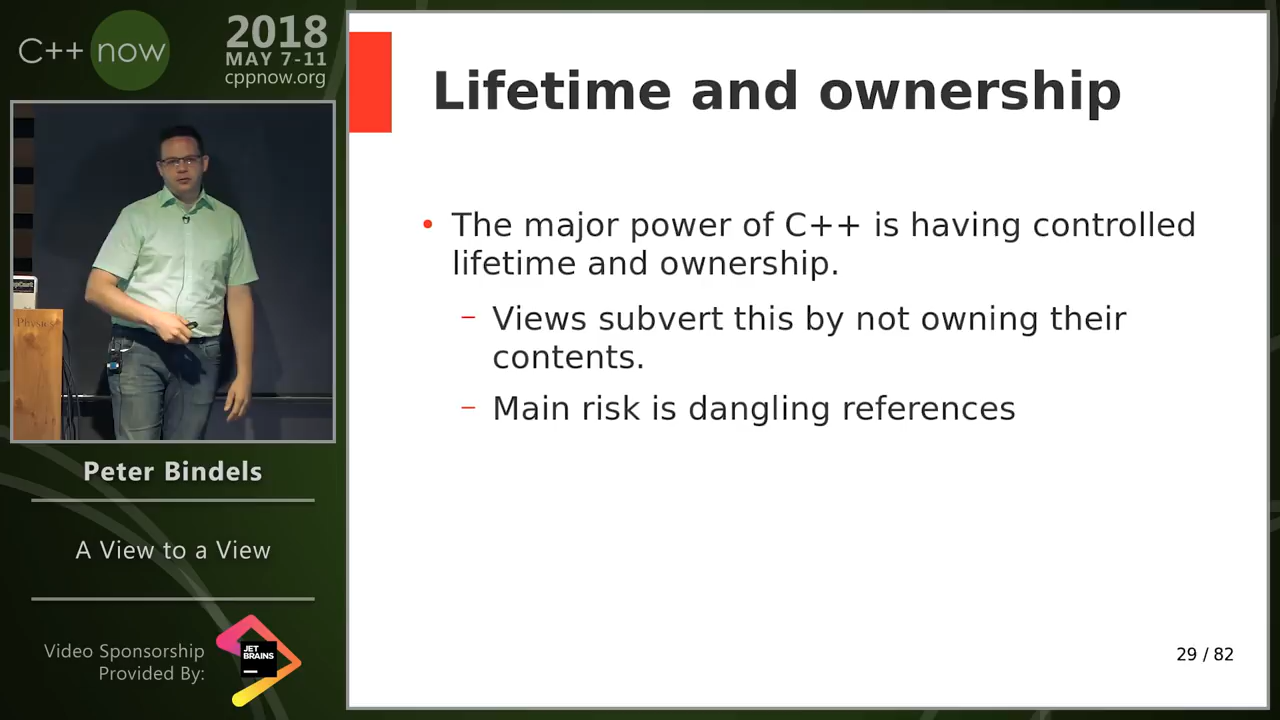 C++ now
2018
MAY 7-11
cppnow.org
Physics
Peter Bindels
A View to a View
Video Sponsorship
Provided By:
JET
BRAINS
Lifetime and ownership
• The major power of C++ is having controlled
lifetime and ownership.
– Views subvert this by not owning their
contents.
– Main risk is dangling references
29 / 82